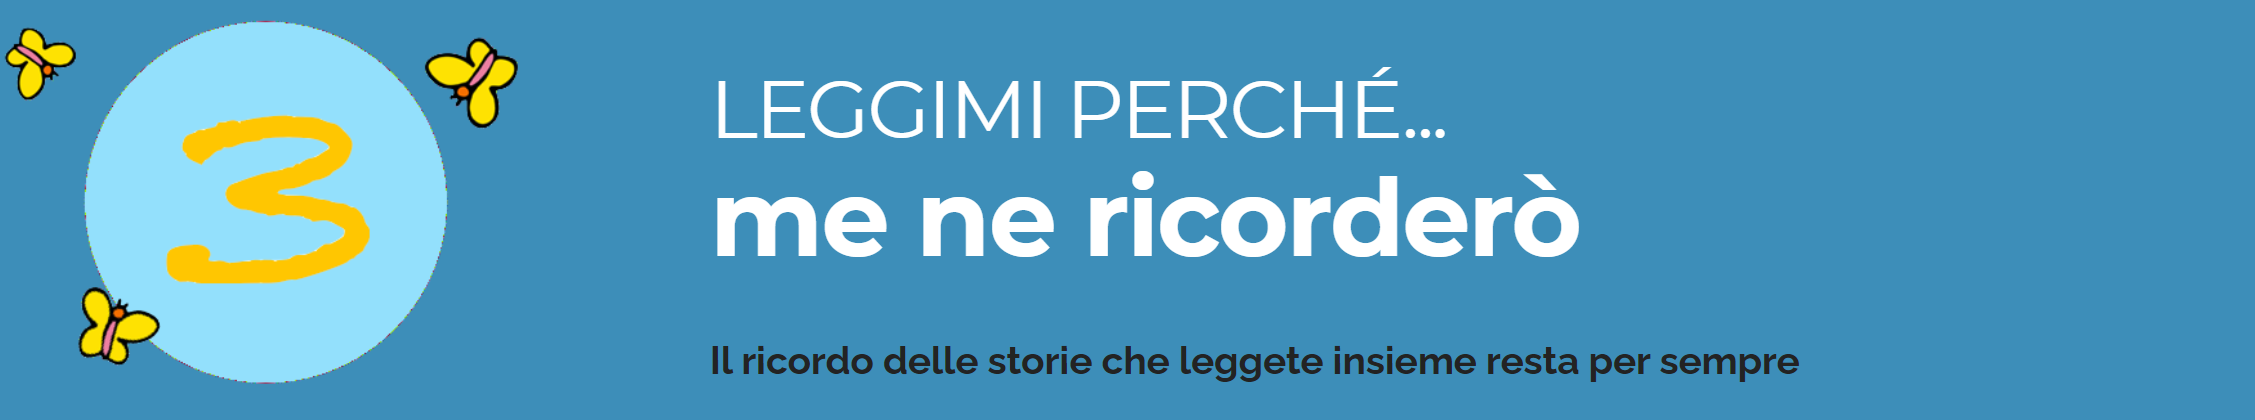 3
LEGGIMI PERCHÉ...
me ne ricorderò
Il ricordo delle storie che leggete insieme resta per sempre